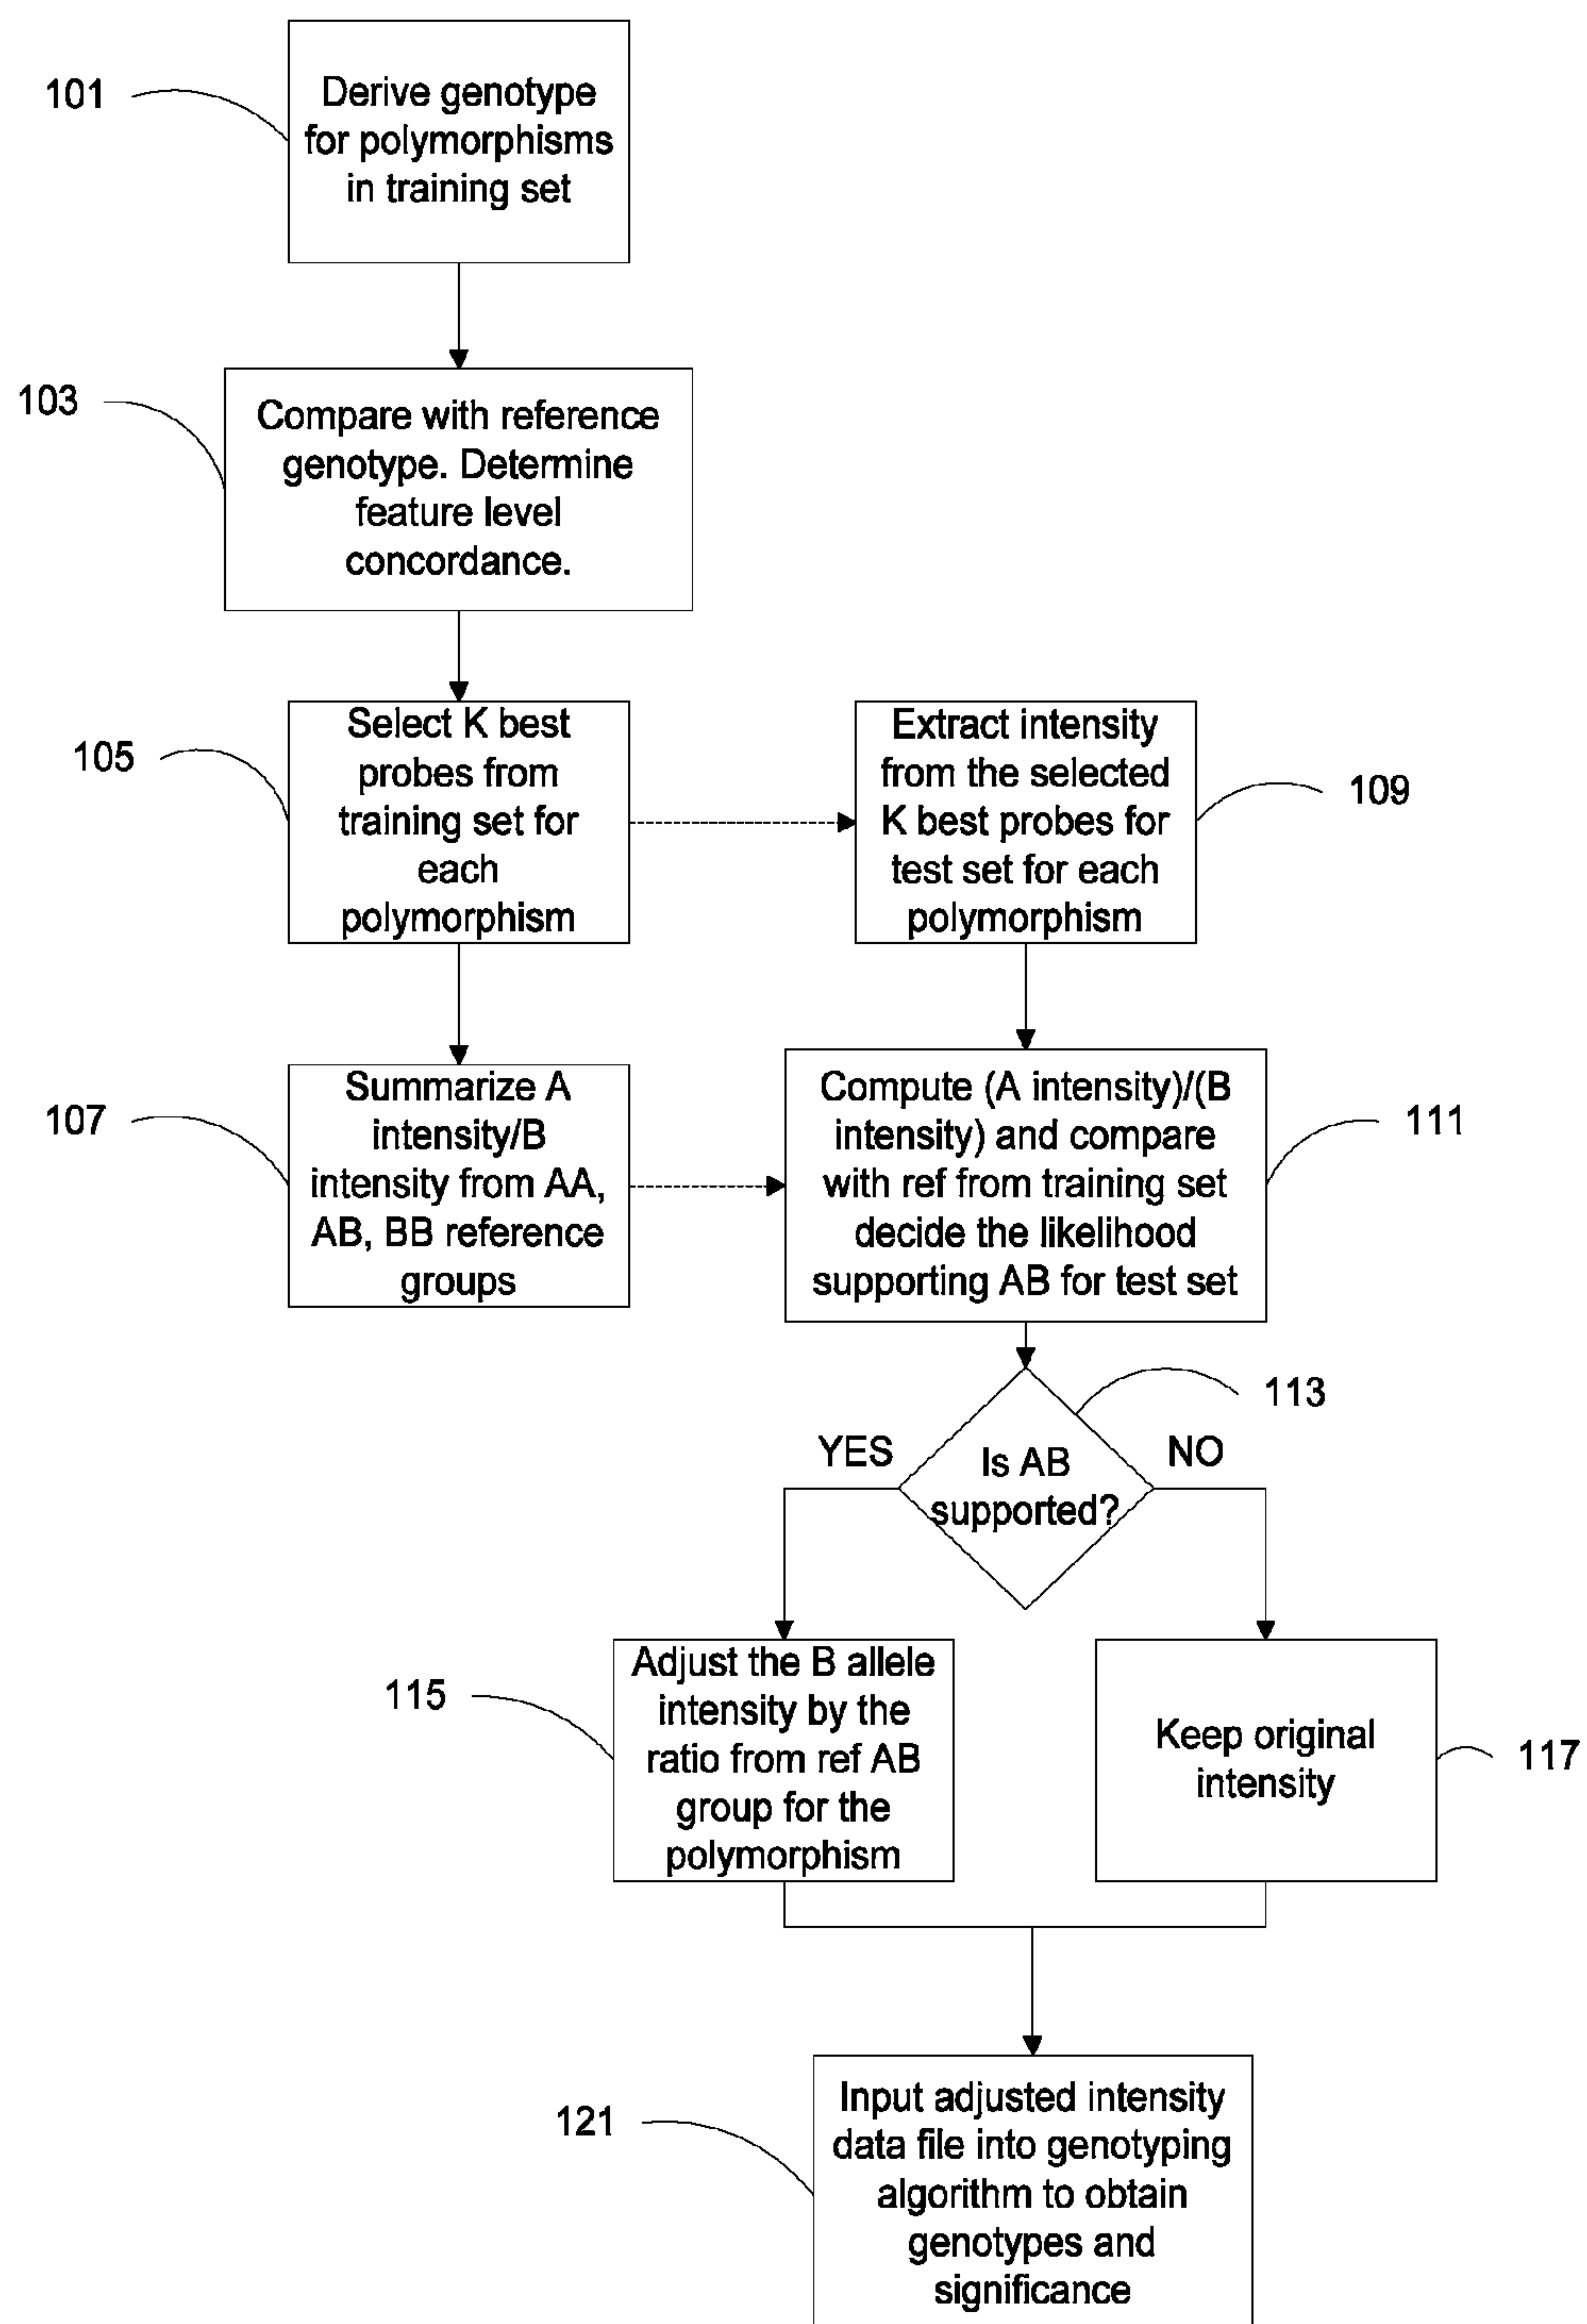 101
Derive genotype
for polymorphisms
in training set
103
Compare with reference
genotype. Determine
feature level
concordance.
105
Select K best
probes from
training set for
each
polymorphism
Extract intensity
from the selected
K best probes for
test set for each
polymorphism
109
107
Summarize A
intensity/B
intensity from AA,
AB, BB reference
groups
Compute (A intensity)/(B
intensity) and compare
with ref from training set
decide the likelihood
supporting AB for test set
111
113
YES
Is AB
supported?
NO
115
Adjust the B allele
intensity by the
ratio from ref AB
group for the
polymorphism
Keep original
intensity
117
121
Input adjusted intensity
data file into genotyping
algorithm to obtain
genotypes and
significance